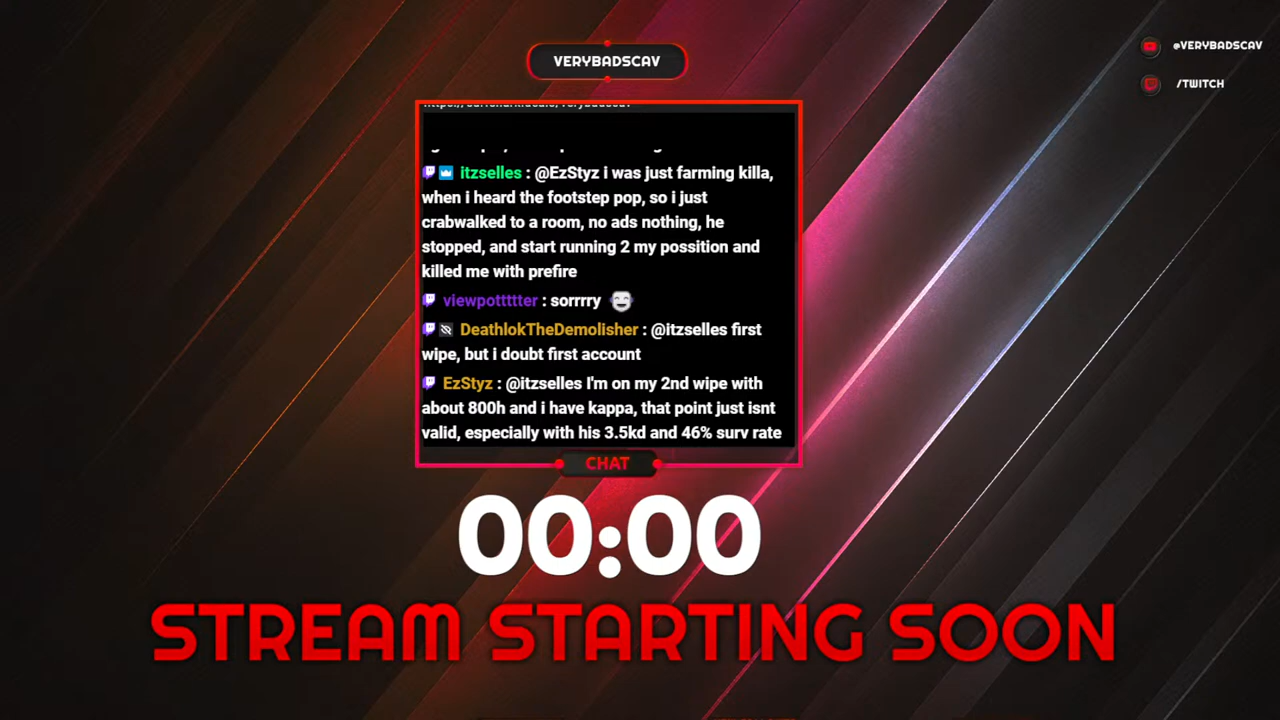 VERYBADSCAV
@VERYBADSCAV
/TWITCH
itzselles : @EzStyz i was just farming killa,
when i heard the footstep pop, so i just
crabwalked to a room, no ads nothing, he
stopped, and start running 2 my possition and
killed me with prefire
viewpottttter : sorrrry
DeathlokTheDemolisher : @itzselles first
wipe, but i doubt first account
EzStyz : @itzselles I'm on my 2nd wipe with
about 800h and i have kappa, that point just isnt
valid, especially with his 3.5kd and 46% surv rate
CHAT
00:00
STREAM STARTING SOON